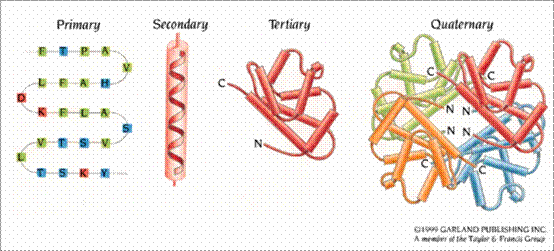 Primary Secondary Tertiary Quaternary
F T P A
V
L F A H
D
K F L A
S
V T S V
L
T S K Y
C
N
C C
N N
N N
C C
©1999 GARLAND PUBLISHING INC.
A member of the Taylor & Francis Group